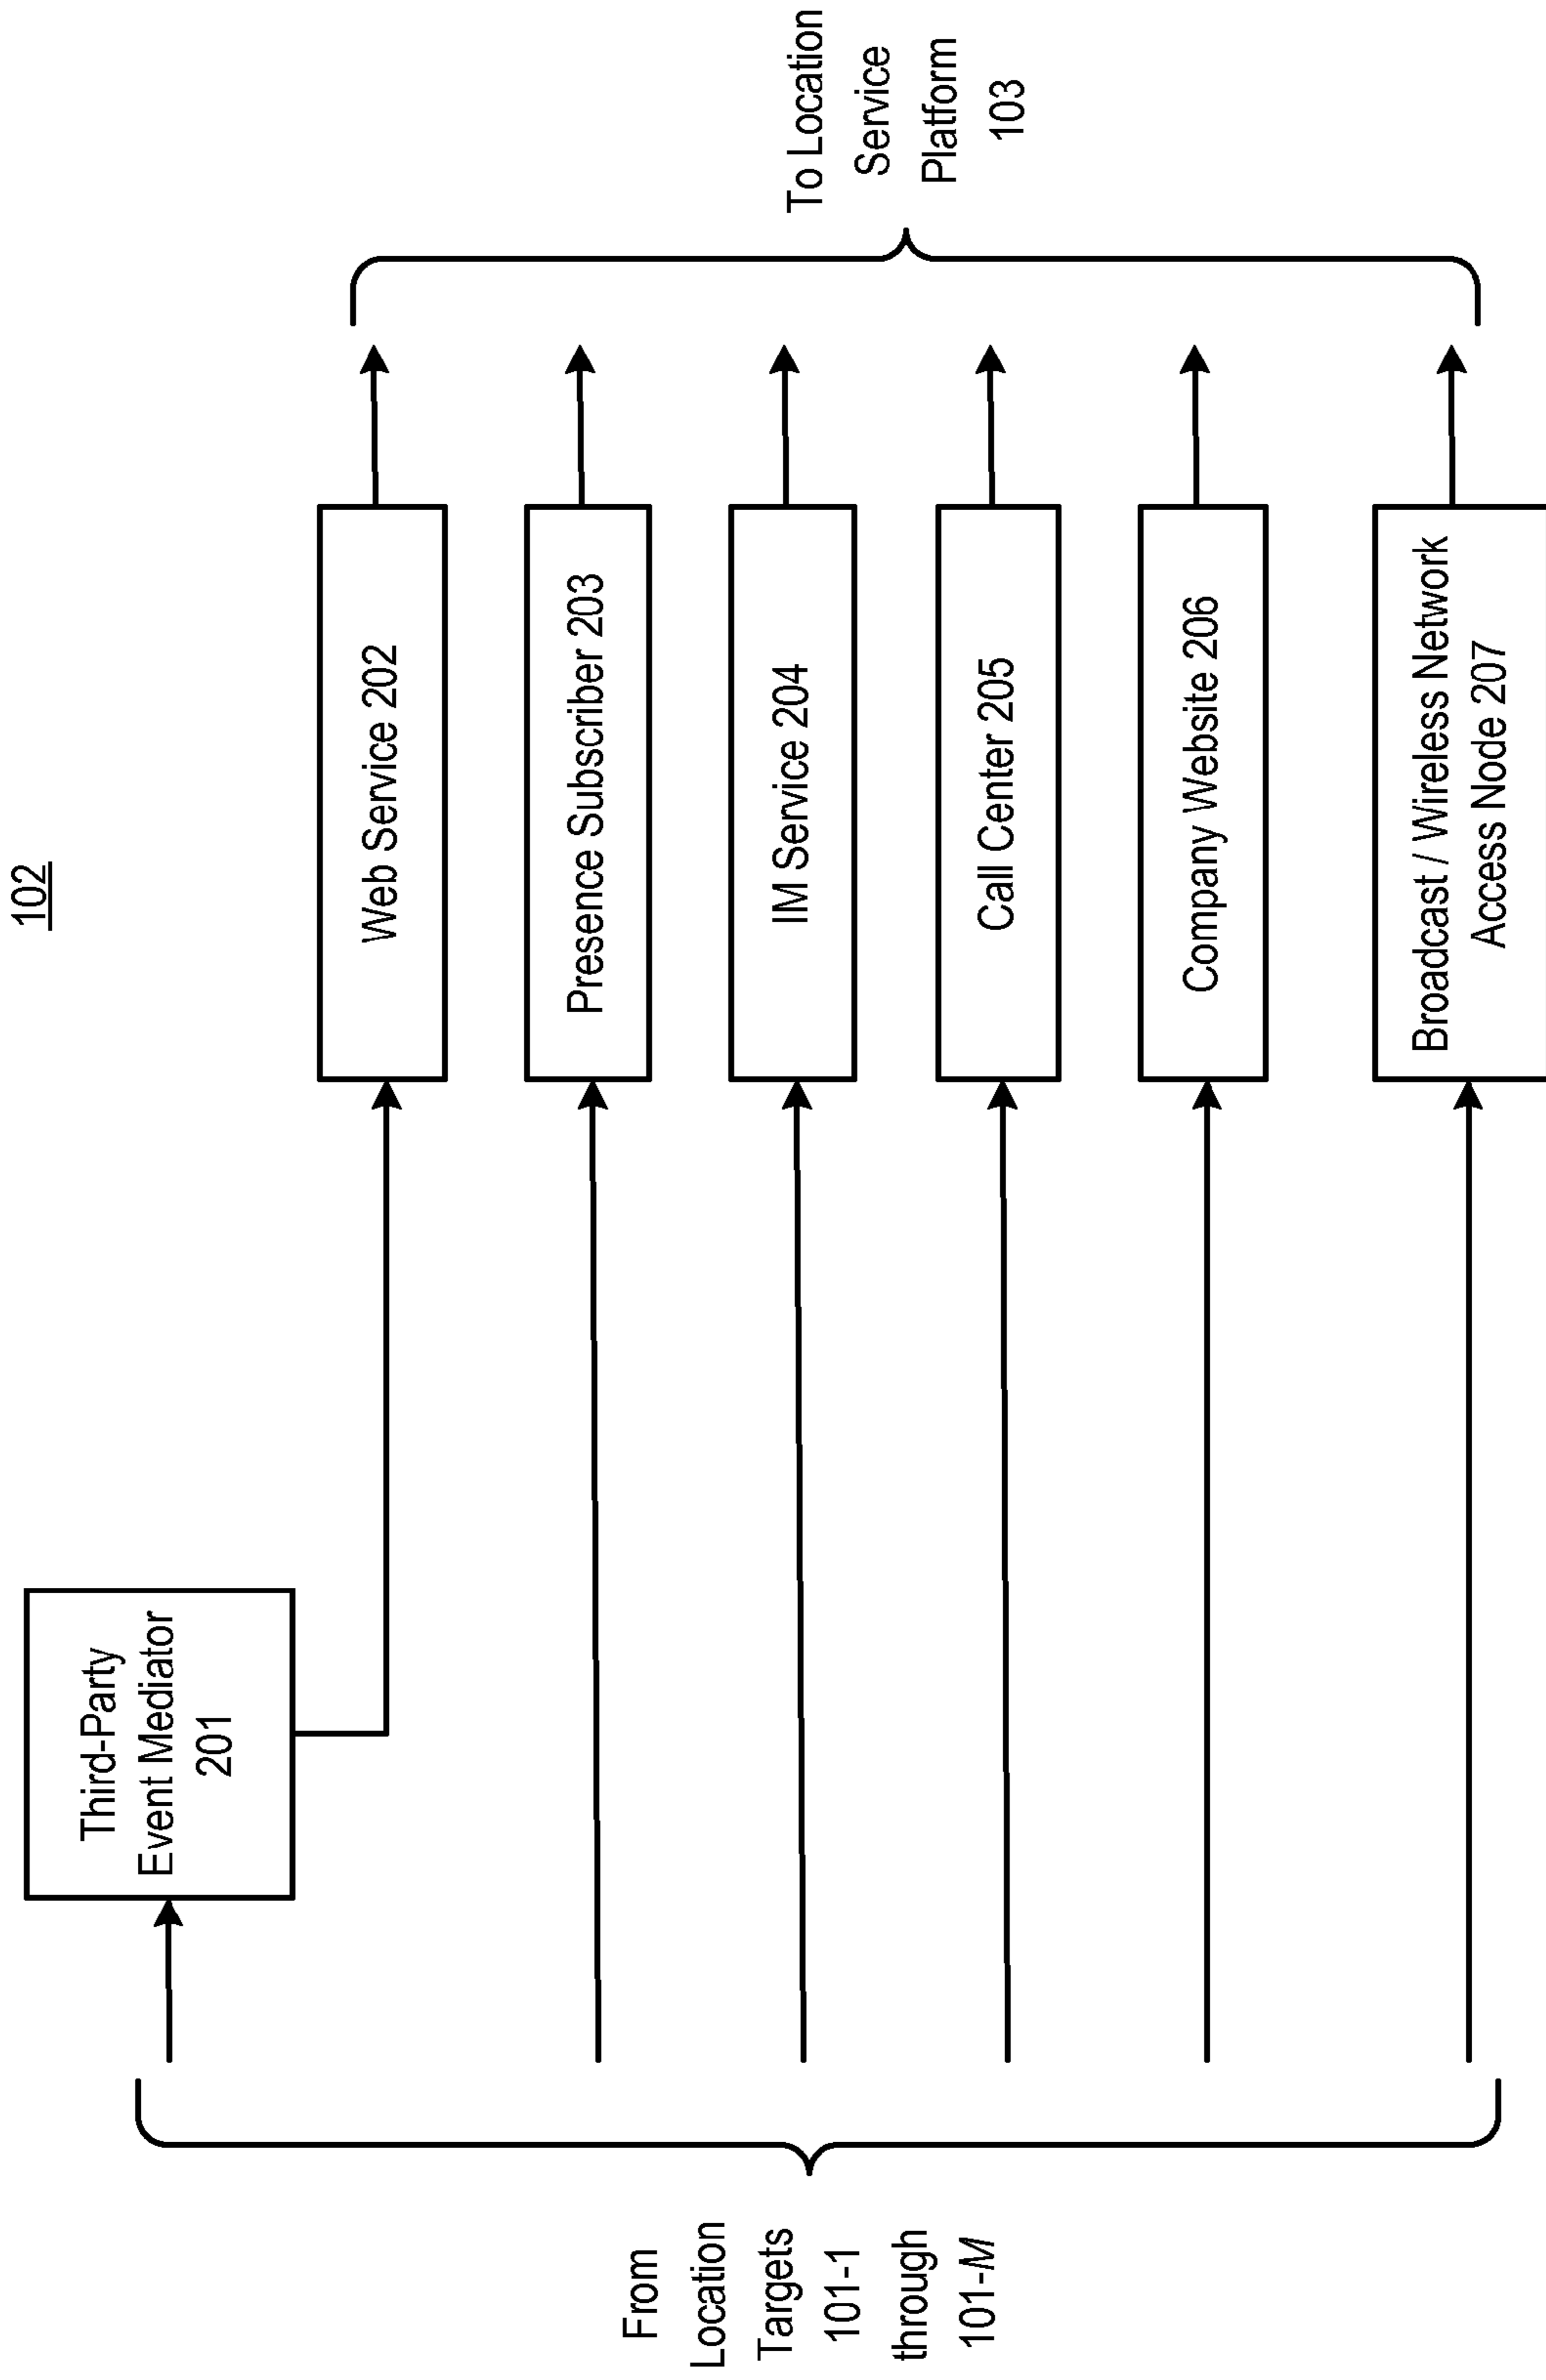 102
Third-Party
Event Mediator
201
Web Service 202
Presence Subscriber 203
IM Service 204
Call Center 205
Company Website 206
Broadcast / Wireless Network
Access Node 207
From
Location
Targets
101-1
through
101-M
To Location
Service
Platform
103